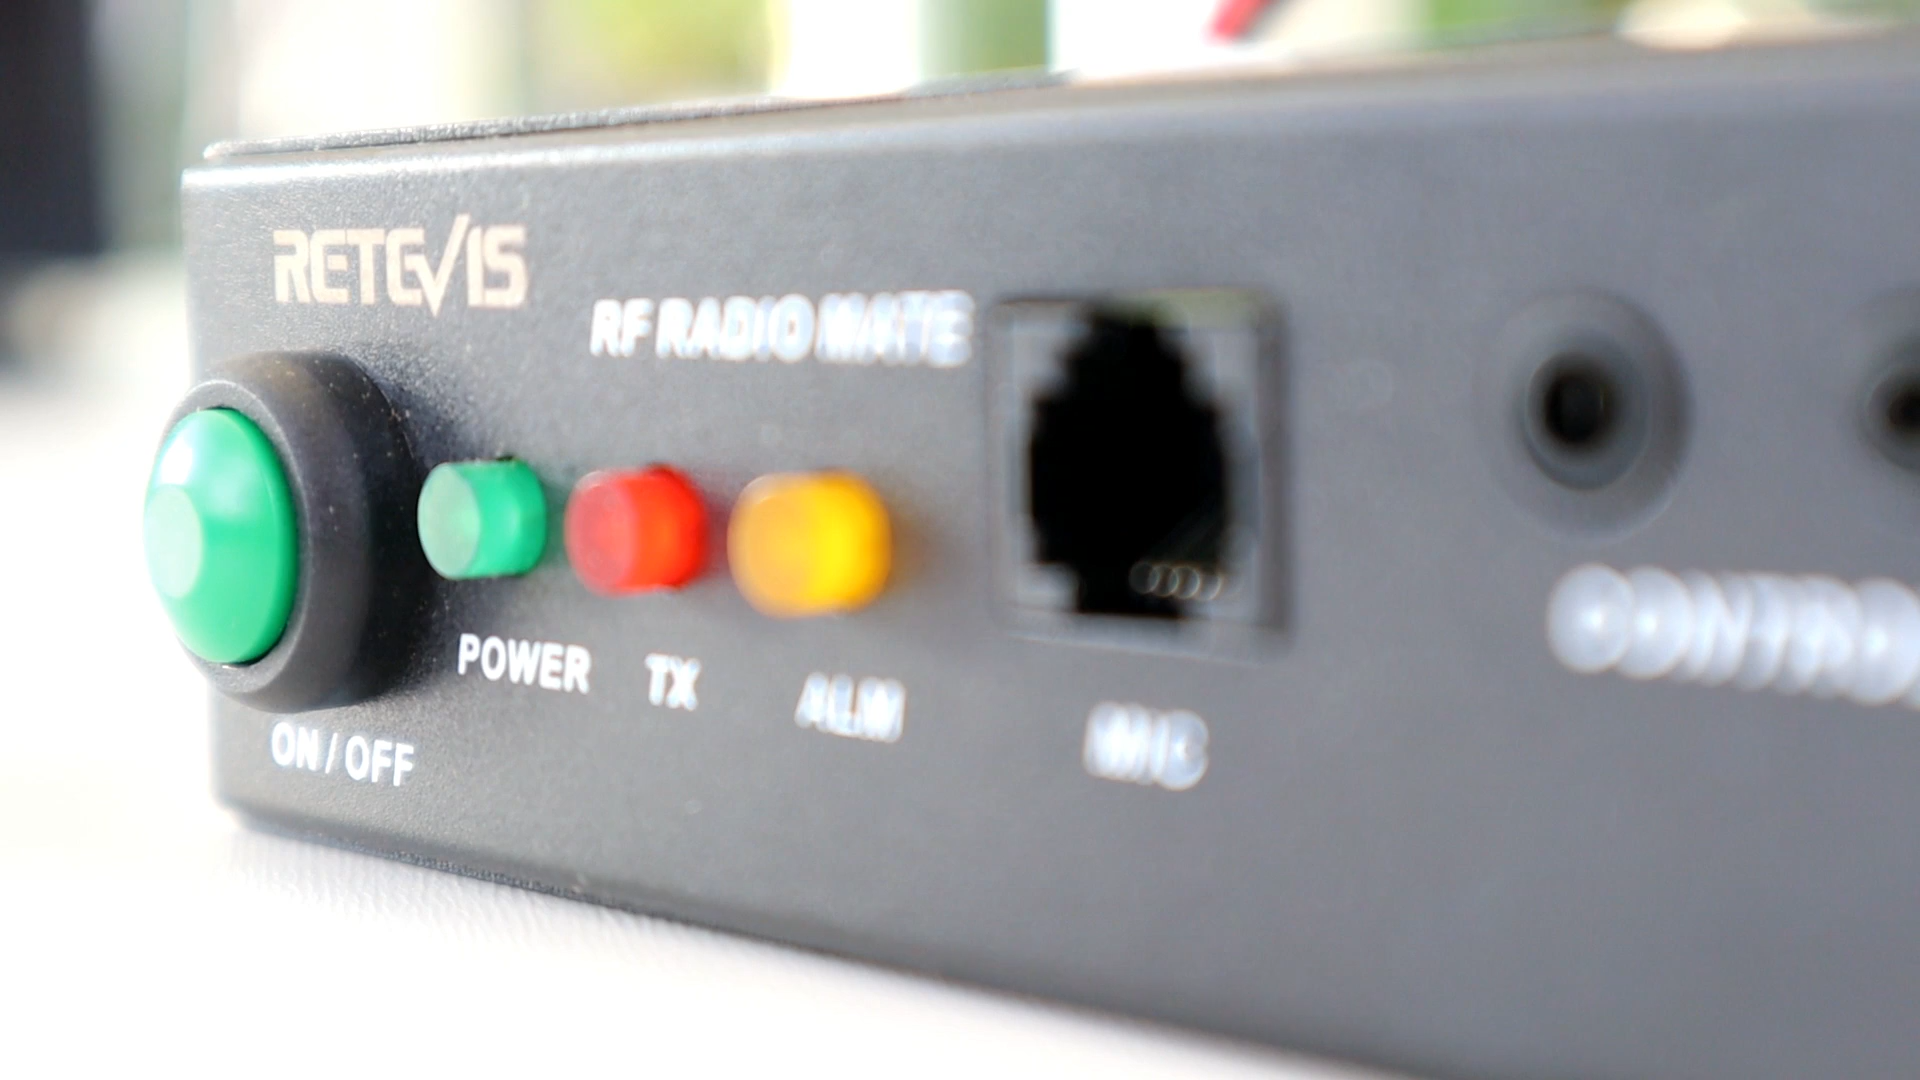 RETEVIS
RF RADIO MATE
POWER
TX
ALM
MIC
ON / OFF